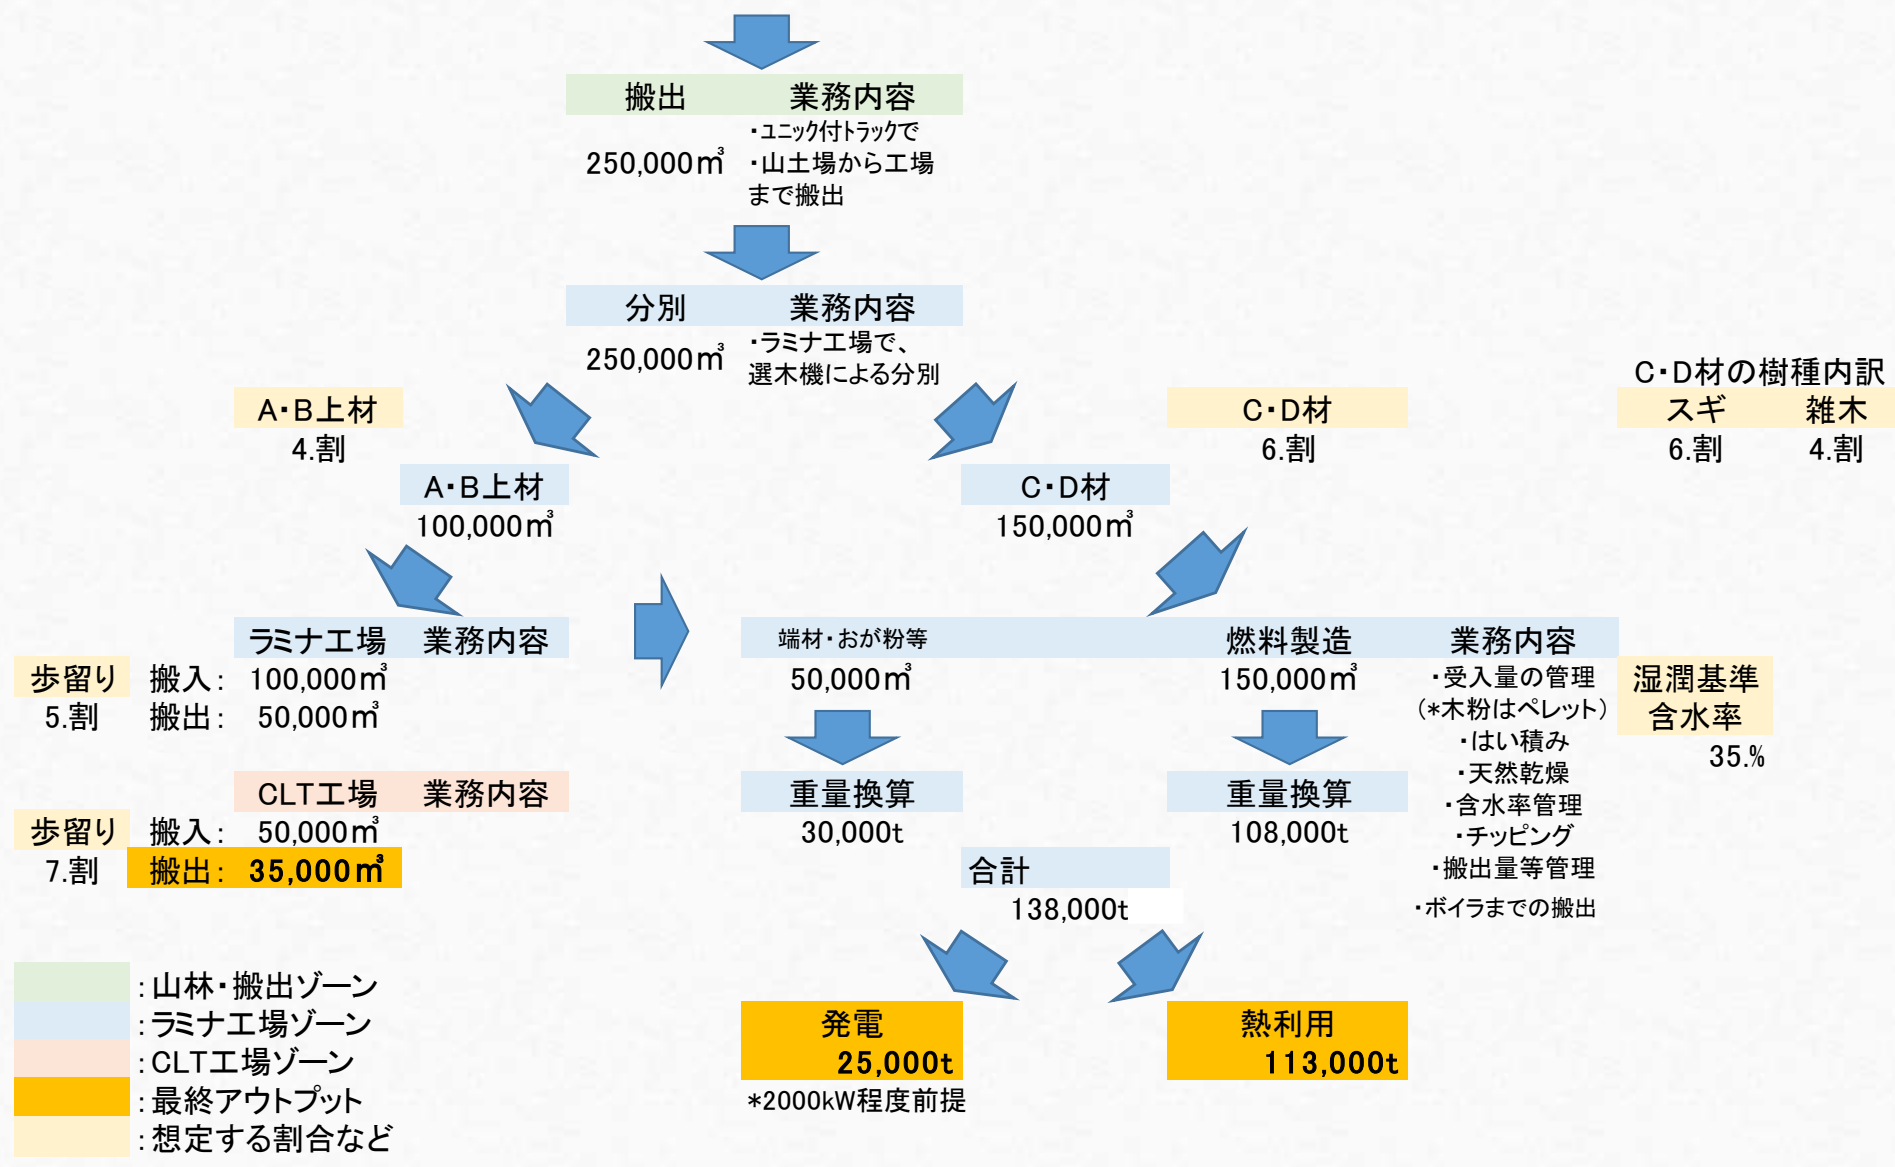 搬出 業務内容
250,000㎥
・ユニック付トラックで
・山土場から工場
まで搬出
分別 業務内容
250,000㎥
・ラミナ工場で、
選木機による分別
A・B上材
4.割
C・D材
6.割
C・D材の樹種内訳
スギ 雑木
6.割 4.割
A・B上材
100,000㎥
C・D材
150,000㎥
ラミナ工場 業務内容
歩留り 搬入: 100,000㎥
5.割 搬出: 50,000㎥
CLT工場 業務内容
歩留り 搬入: 50,000㎥
7.割 搬出: 35,000㎥
端材・おが粉等 燃料製造 業務内容
50,000㎥ 150,000㎥
・受入量の管理
(*木粉はペレット)
・はい積み
・天然乾燥
・含水率管理
・チッピング
・搬出量等管理
・ボイラまでの搬出
湿潤基準
含水率
35.%
重量換算 重量換算
30,000t 108,000t
合計
138,000t
発電
25,000t
*2000kW程度前提
熱利用
113,000t
:山林・搬出ゾーン
:ラミナ工場ゾーン
:CLT工場ゾーン
:最終アウトプット
:想定する割合など